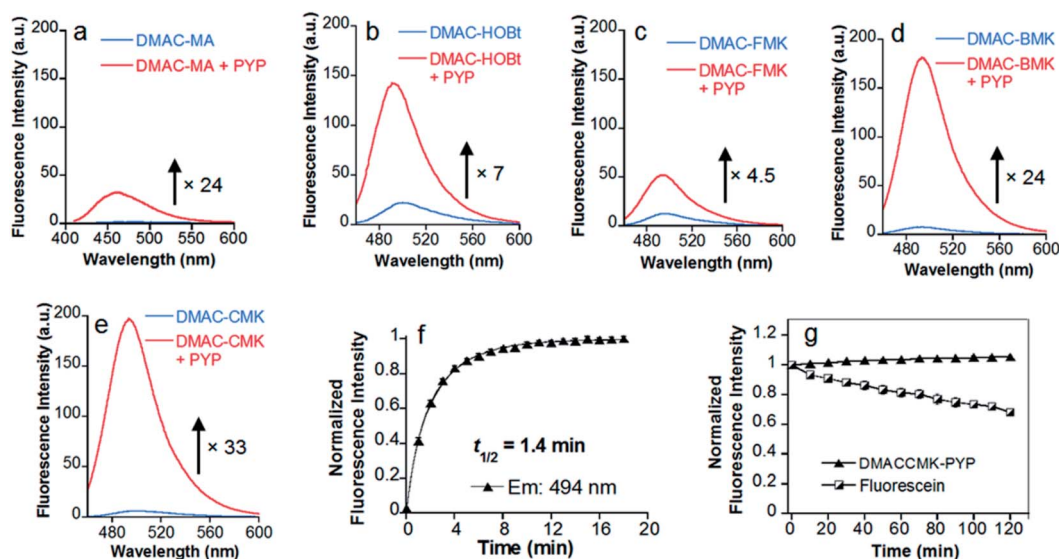 a
DMAC-MA
DMAC-MA + PYP
× 24
Fluorescence Intensity (a.u.)
200
150
100
50
0
400 450 500 550 600
Wavelength (nm)
b
DMAC-HOBt
DMAC-HOBt
+ PYP
× 7
Fluorescence Intensity (a.u.)
200
150
100
50
0
480 520 560 600
Wavelength (nm)
c
DMAC-FMK
DMAC-FMK
+ PYP
× 4.5
Fluorescence Intensity (a.u.)
200
150
100
50
0
480 520 560 600
Wavelength (nm)
d
DMAC-BMK
DMAC-BMK
+ PYP
× 24
Fluorescence Intensity (a.u.)
200
150
100
50
0
480 520 560 600
Wavelength (nm)
e
DMAC-CMK
DMAC-CMK
+ PYP
× 33
Fluorescence Intensity (a.u.)
200
150
100
50
0
480 520 560 600
Wavelength (nm)
f
Normalized
Fluorescence Intensity
1
0.8
0.6
0.4
0.2
0
t1/2 = 1.4 min
Em: 494 nm
0 4 8 12 16 20
Time (min)
g
Normalized
Fluorescence Intensity
1.2
1
0.8
0.6
0.4
0.2
0
DMACCMK-PYP
Fluorescein
0 20 40 60 80 100 120
Time (min)